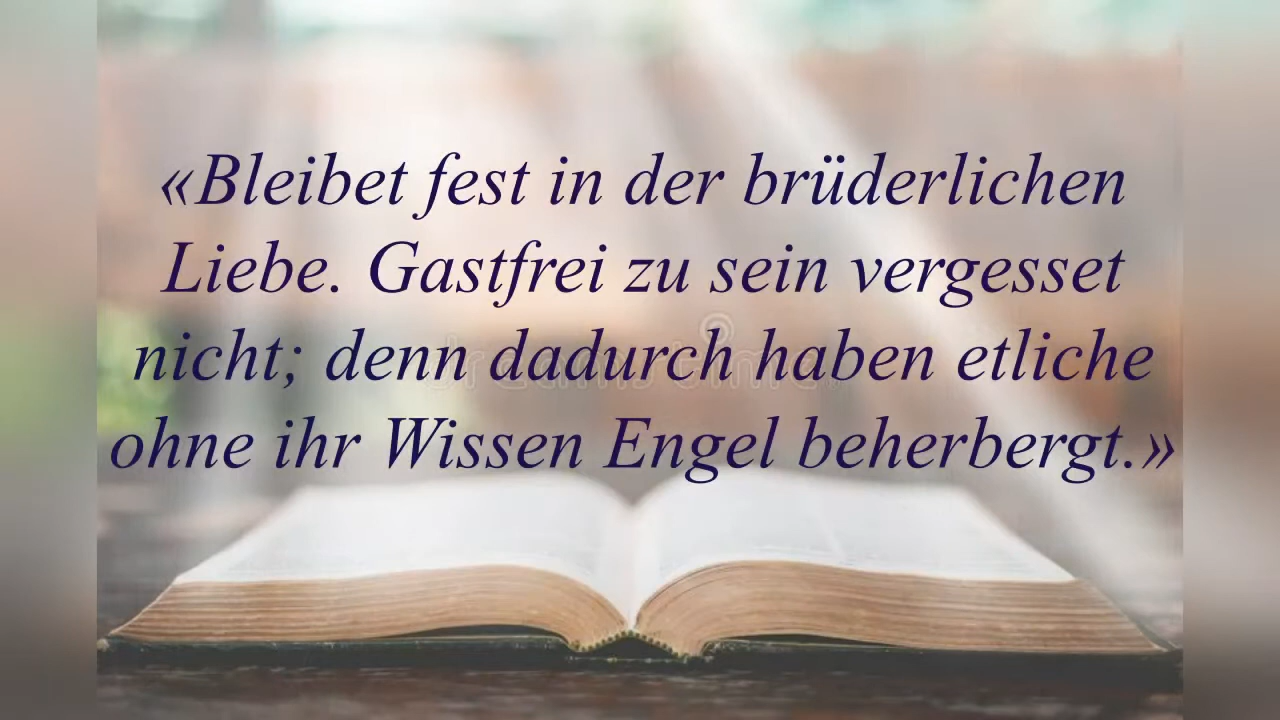 «Bleibet fest in der brüderlichen
Liebe. Gastfrei zu sein vergesset
nicht; denn dadurch haben etliche
ohne ihr Wissen Engel beherbergt.»
dreamstime